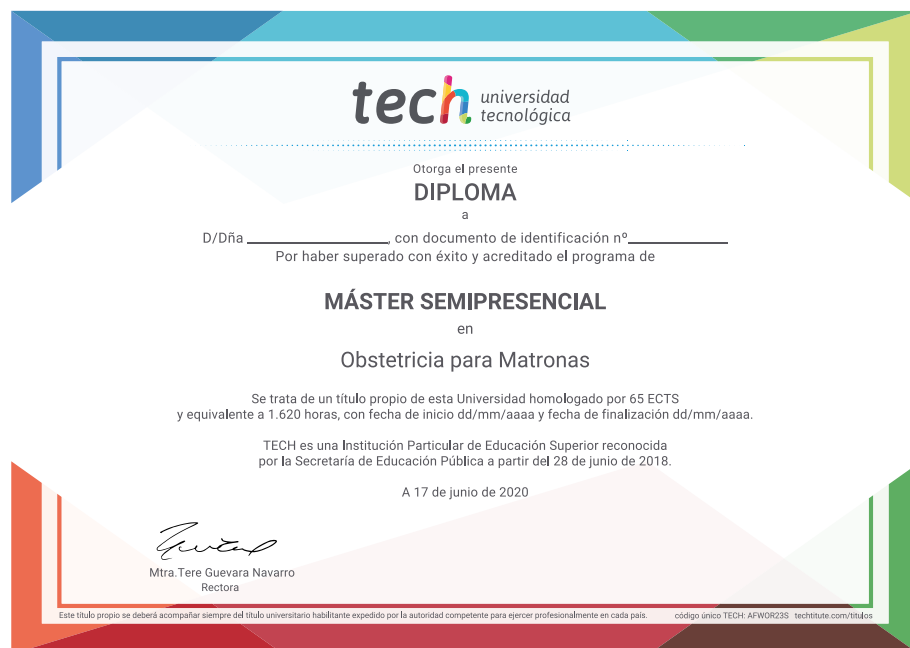 tech universidad
tecnológica
Otorga el presente
DIPLOMA
a
D/Dña ____________________, con documento de identificación nº______________
Por haber superado con éxito y acreditado el programa de
MÁSTER SEMIPRESENCIAL
en
Obstetricia para Matronas
Se trata de un título propio de esta Universidad homologado por 65 ECTS
y equivalente a 1.620 horas, con fecha de inicio dd/mm/aaaa y fecha de finalización dd/mm/aaaa.
TECH es una Institución Particular de Educación Superior reconocida
por la Secretaría de Educación Pública a partir del 28 de junio de 2018.
A 17 de junio de 2020
Mtra.Tere Guevara Navarro
Rectora
Este título propio se deberá acompañar siempre del título universitario habilitante expedido por la autoridad competente para ejercer profesionalmente en cada país. código único TECH: AFWOR23S techtitute.com/titulos